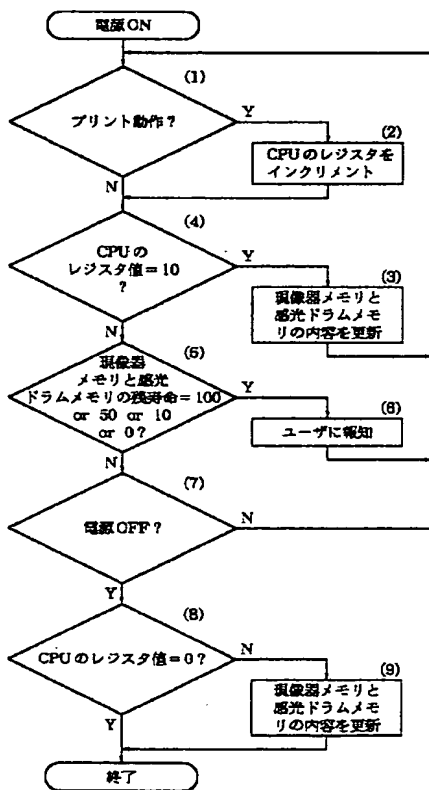 電源ON
(1)
プリント動作？
Y
N
(2)
CPUのレジスタを
インクリメント
(4)
CPUの
レジスタ値＝10
？
Y
N
(3)
現像器メモリと
感光ドラムメモ
リの内容を更新
(5)
現像器
メモリと感光
ドラムメモリの残寿命＝100
or 50 or 10
or 0？
Y
N
(6)
ユーザに報知
(7)
電源OFF？
N
Y
(8)
CPUのレジスタ値＝0？
N
Y
(9)
現像器メモリと
感光ドラムメモ
リの内容を更新
終了